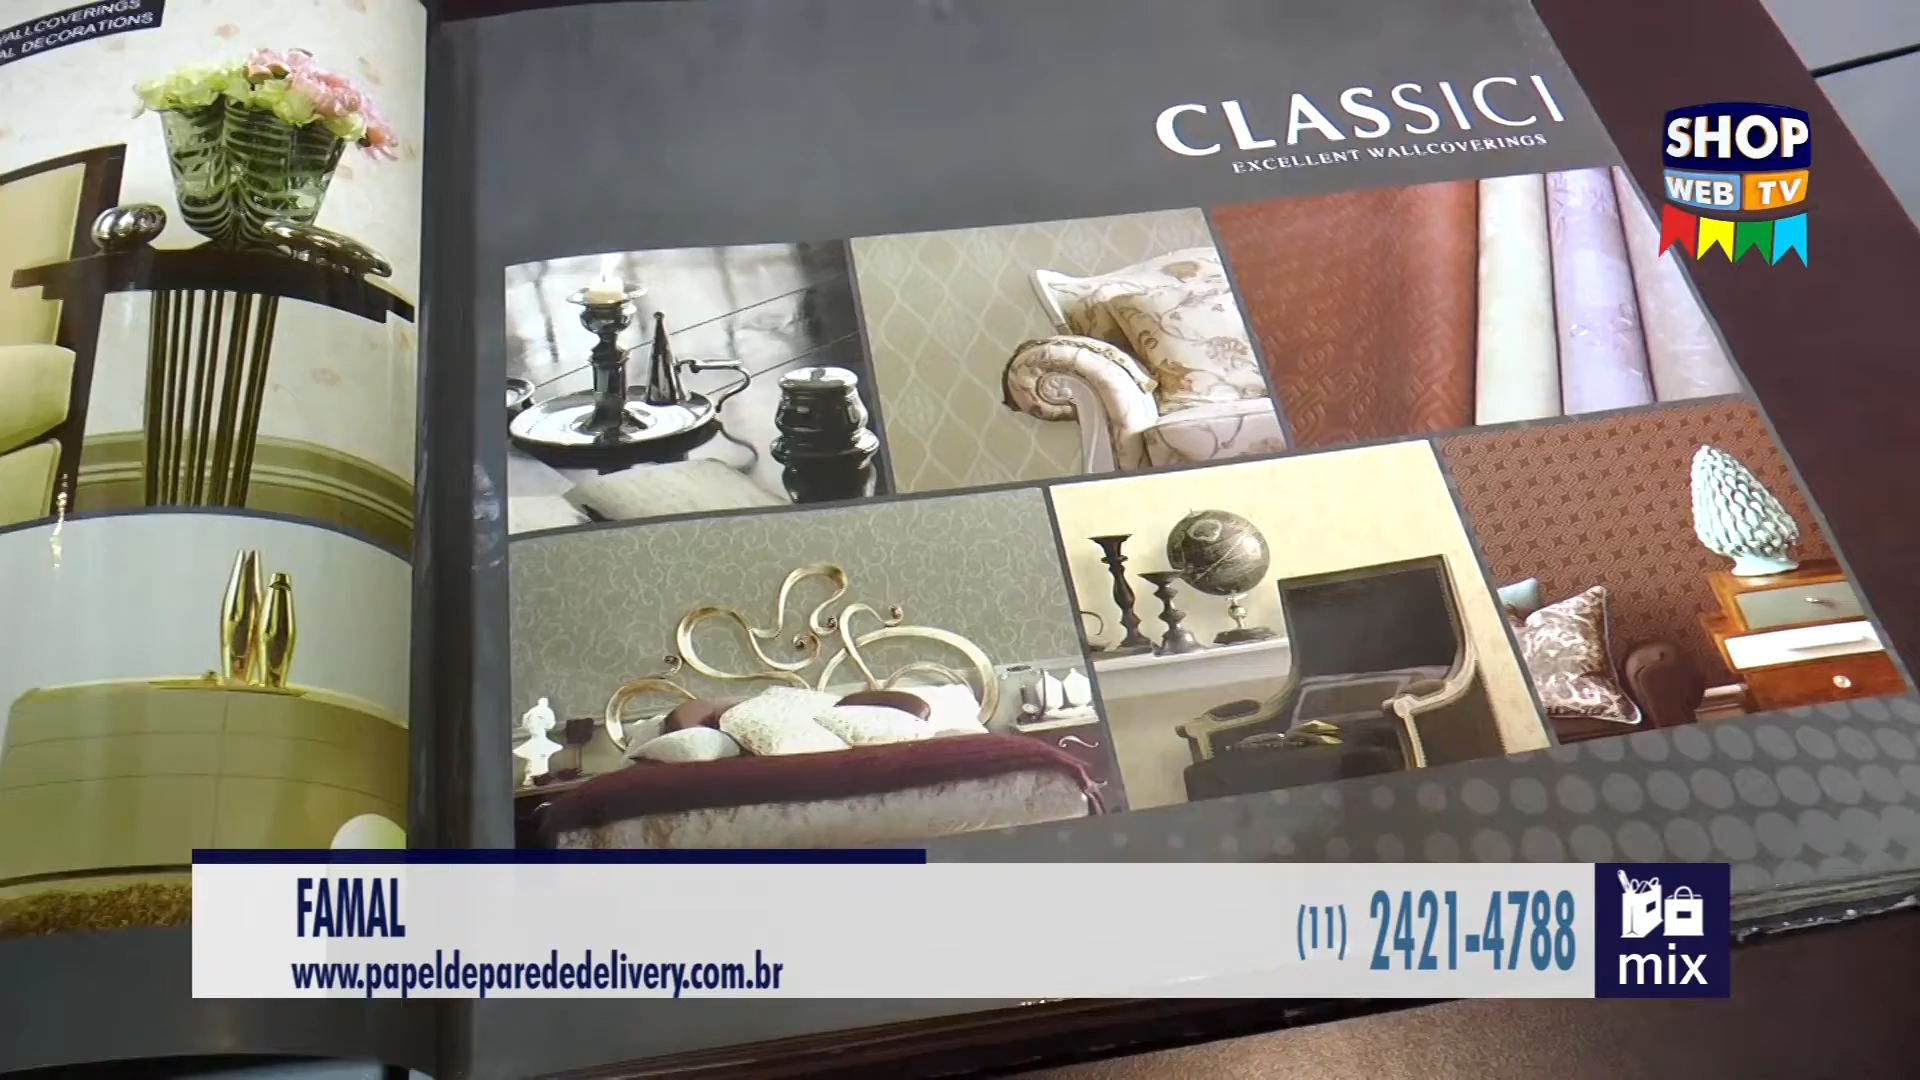 WALLCOVERINGS
AL DECORATIONS
CLASSICI
EXCELLENT WALLCOVERINGS
SHOP
WEB TV
FAMAL
www.papeldeparededelivery.com.br
(11) 2421-4788
mix